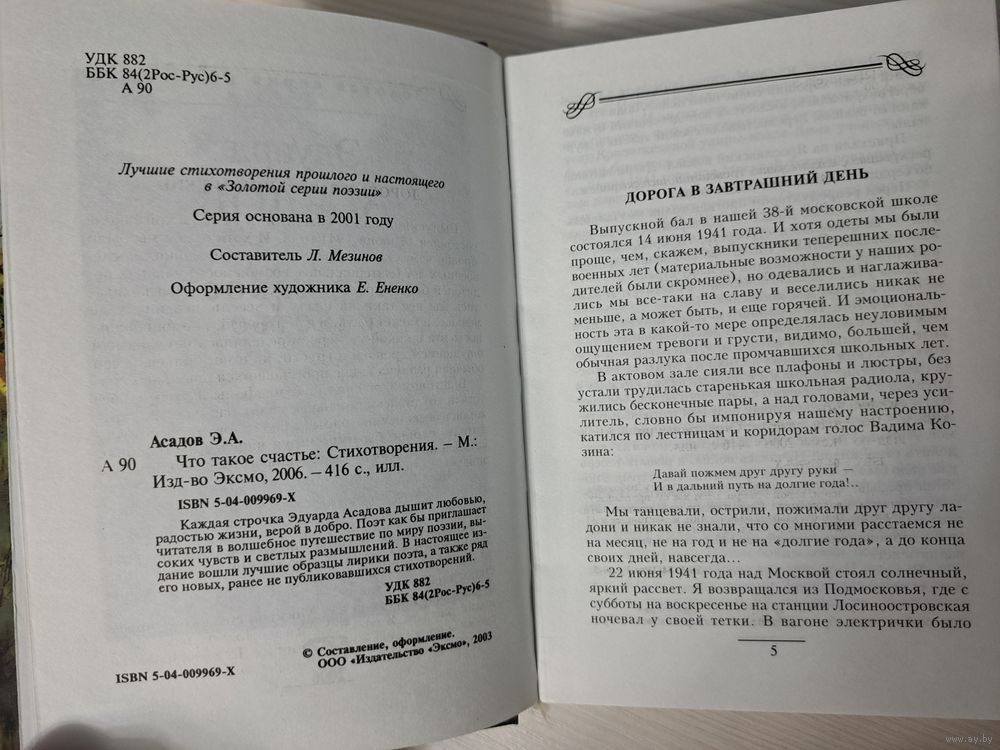 УДК 882
ББК 84(2Рос-Рус)6-5
А 90
Лучшие стихотворения прошлого и настоящего
в «Золотой серии поэзии»
Серия основана в 2001 году
Составитель Л. Мезинов
Оформление художника Е. Ененко
Асадов Э.А.
А 90 Что такое счастье: Стихотворения. – М.:
Изд-во Эксмо, 2006. – 416 с., илл.
ISBN 5-04-009969-X
Каждая строчка Эдуарда Асадова дышит любовью,
радостью жизни, верой в добро. Поэт как бы приглашает
читателя в волшебное путешествие по миру поэзии, вы-
соких чувств и светлых размышлений. В настоящее из-
дание вошли лучшие образцы лирики поэта, а также ряд
его новых, ранее не публиковавшихся стихотворений.
УДК 882
ББК 84(2Рос-Рус)6-5
© Составление, оформление.
ООО «Издательство «Эксмо», 2003
ISBN 5-04-009969-X
ДОРОГА В ЗАВТРАШНИЙ ДЕНЬ
Выпускной бал в нашей 38-й московской школе
состоялся 14 июня 1941 года. И хотя одеты мы были
проще, чем, скажем, выпускники теперешних после-
военных лет (материальные возможности у наших ро-
дителей были скромнее), но одевались и наглажива-
лись мы все-таки на славу и веселились никак не
меньше, а может быть, и еще горячей. И эмоциональ-
ность эта в какой-то мере определялась неуловимым
ощущением тревоги и грусти, видимо, большей, чем
обычная разлука после промчавшихся школьных лет.
В актовом зале сияли все плафоны и люстры, без
устали трудилась старенькая школьная радиола, кру-
жились бесконечные пары, а над головами, через уси-
литель, словно бы импонируя нашему настроению,
катился по лестницам и коридорам голос Вадима Ко-
зина:
Давай пожмем друг другу руки —
И в дальний путь на долгие года!..
Мы танцевали, острили, пожимали друг другу ла-
дони и никак не знали, что со многими расстаемся не
на месяц, не на год и не на «долгие года», а до конца
своих дней, навсегда...
22 июня 1941 года над Москвой стоял солнечный,
яркий рассвет. Я возвращался из Подмосковья, где с
субботы на воскресенье на станции Лосиноостровская
ночевал у своей тетки. В вагоне электрички было
5
www.ay.by